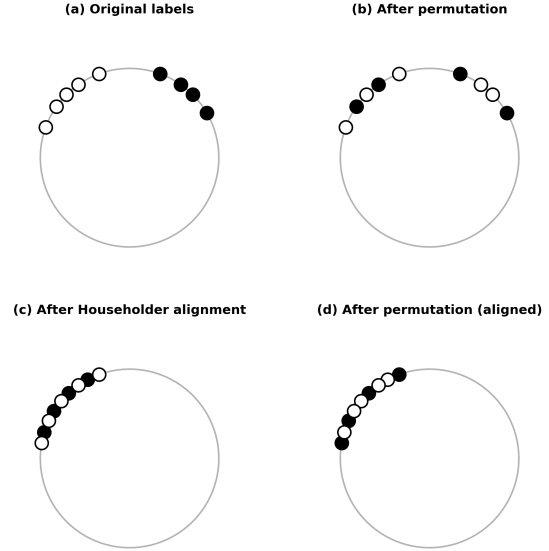 (a) Original labels
(b) After permutation
(c) After Householder alignment
(d) After permutation (aligned)